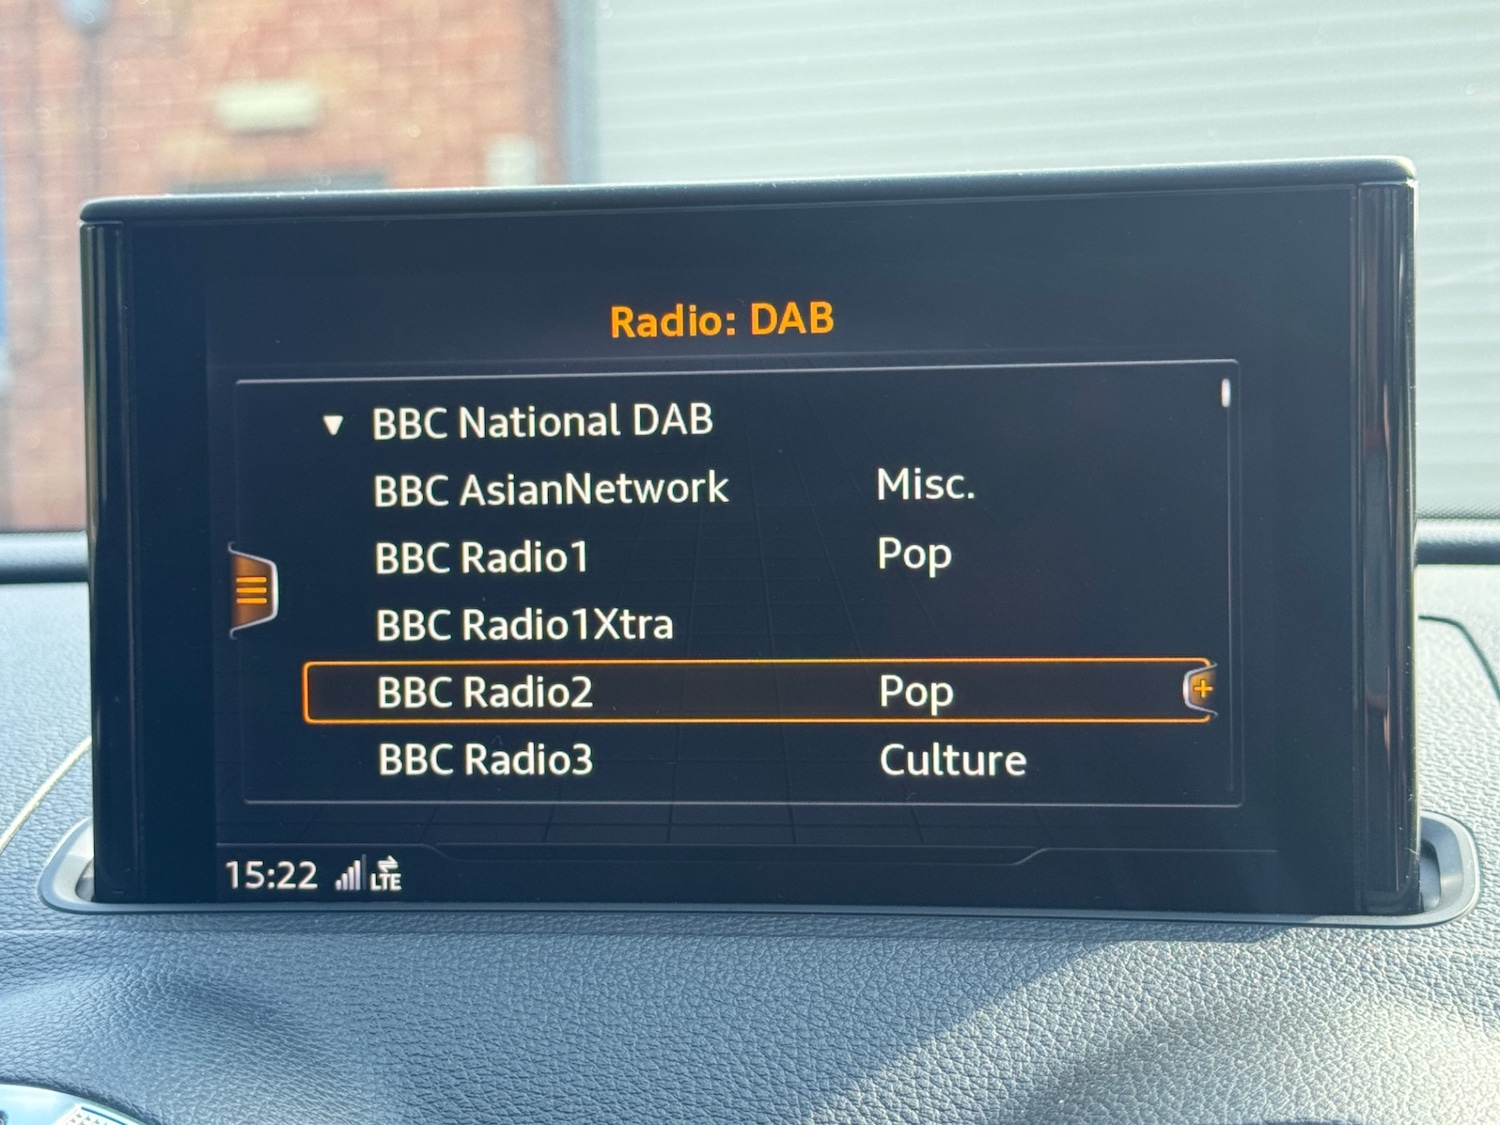 Radio: DAB
BBC National DAB
BBC AsianNetwork Misc.
BBC Radio1 Pop
BBC Radio1Xtra
BBC Radio2 Pop
BBC Radio3 Culture
15:22 LTE